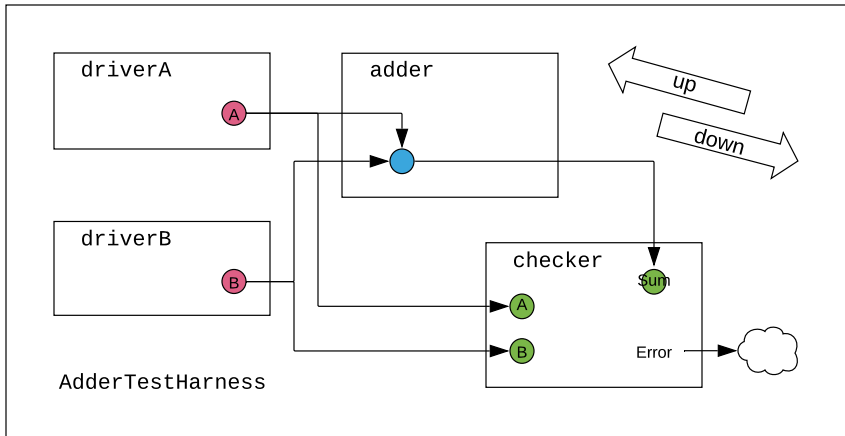 driverA
adder
up
A
down
driverB
checker
B
Sum
A
B
Error
AdderTestHarness